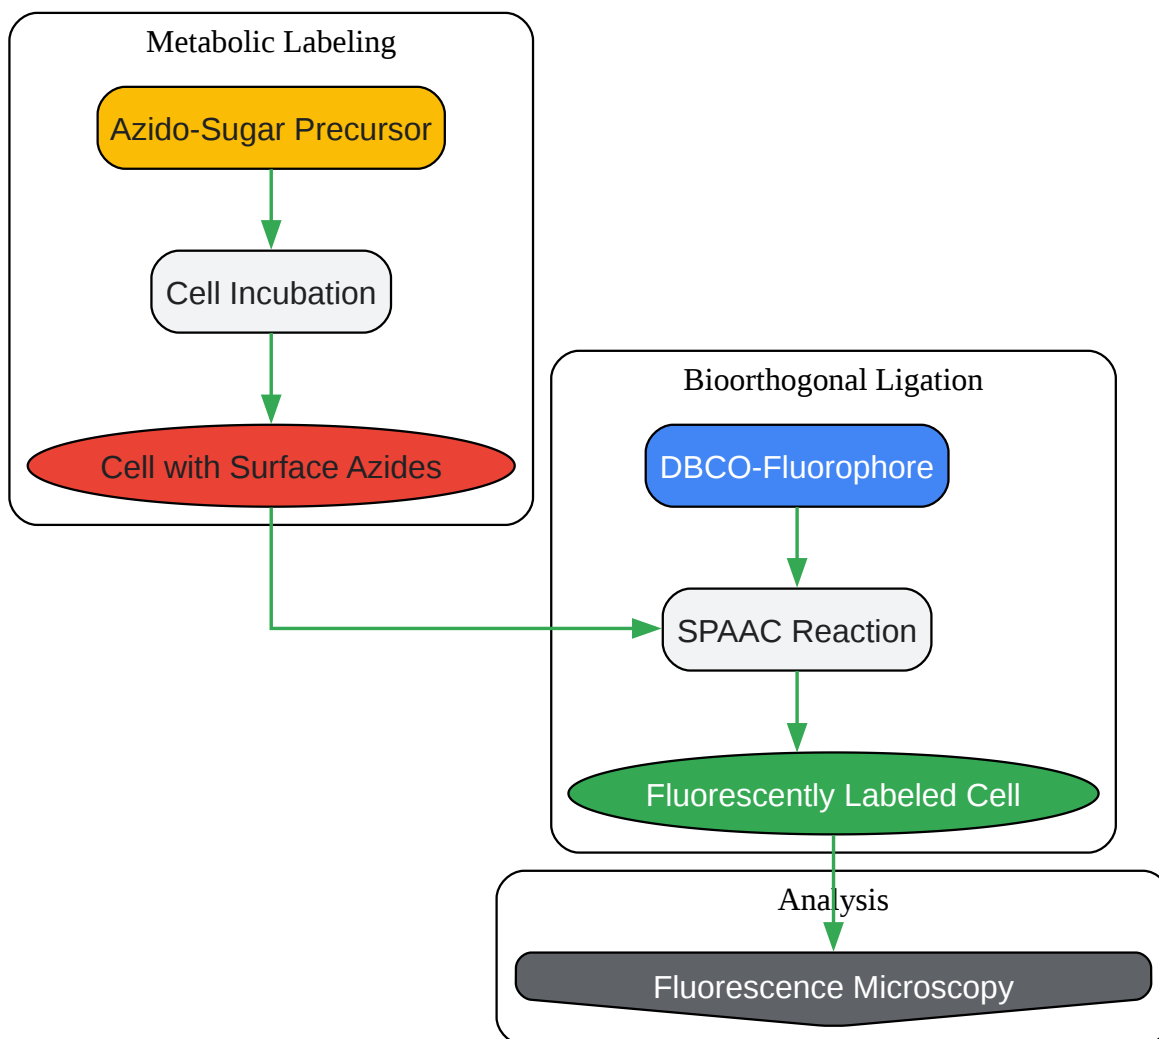 Metabolic Labeling
Azido-Sugar Precursor
Cell Incubation
Cell with Surface Azides
Bioorthogonal Ligation
DBCO-Fluorophore
SPAAC Reaction
Fluorescently Labeled Cell
Analysis
Fluorescence Microscopy